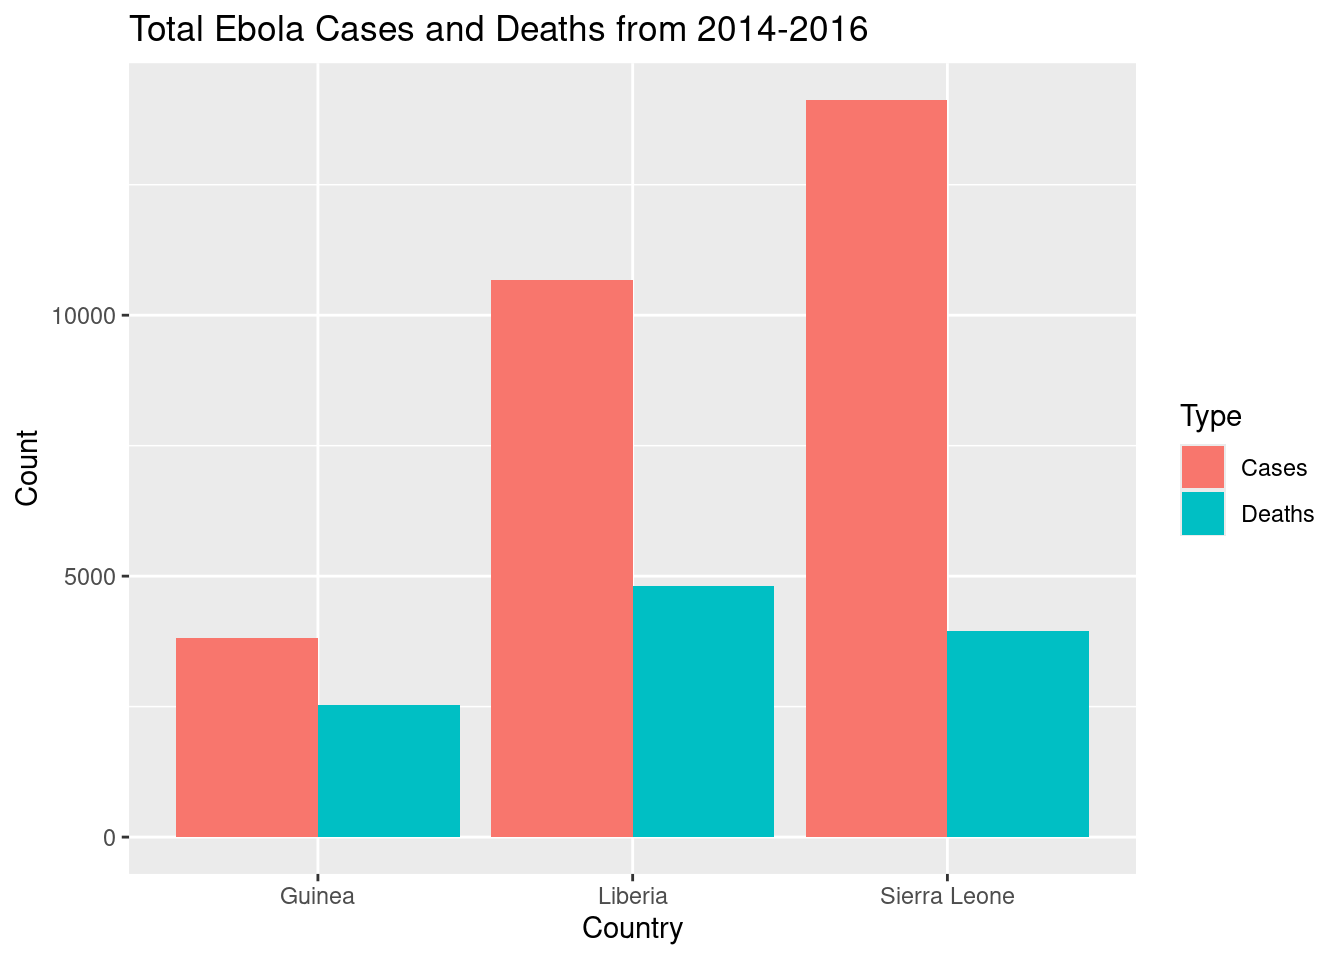 Total Ebola Cases and Deaths from 2014-2016
Count
10000
5000
0
Guinea
Liberia
Sierra Leone
Country
Type
Cases
Deaths